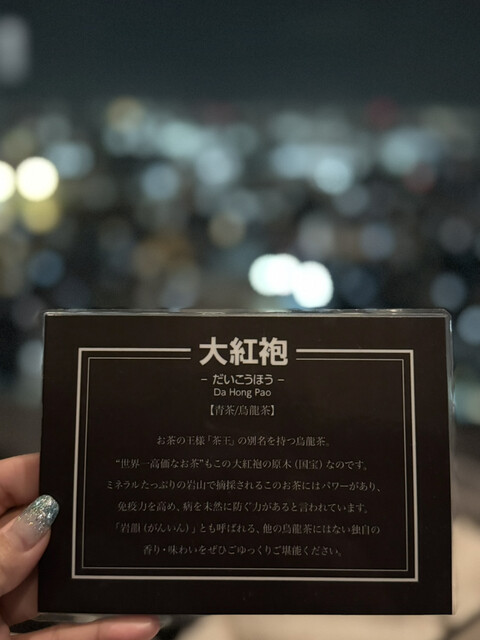 大紅袍
- だいこうほう -
Da Hong Pao
【青茶/烏龍茶】
お茶の王様「茶王」の別名を持つ烏龍茶。
“世界一高価なお茶”もこの大紅袍の原木（国宝）なのです。
ミネラルたっぷりの岩山で摘採されるこのお茶にはパワーがあり、
免疫力を高め、病を未然に防ぐ力があると言われています。
「岩韻（がんいん）」とも呼ばれる、他の烏龍茶にはない独自の
香り・味わいをぜひごゆっくりご堪能ください。